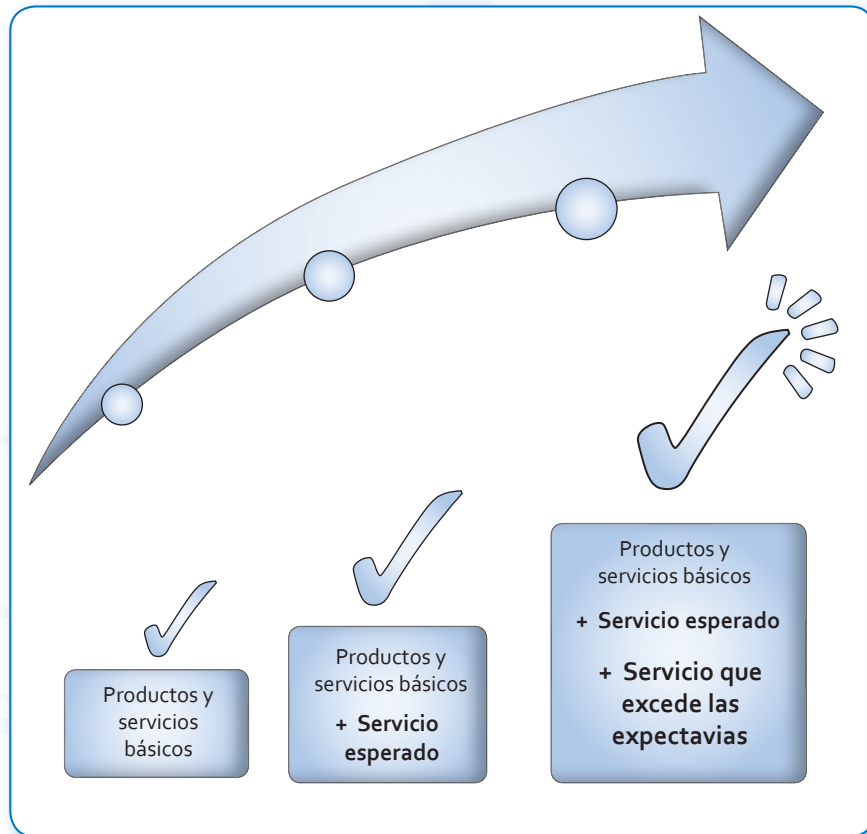 Productos y
servicios
básicos
Productos y
servicios básicos
+ Servicio
esperado
Productos y
servicios básicos
+ Servicio esperado
+ Servicio que
excede las
expectavias